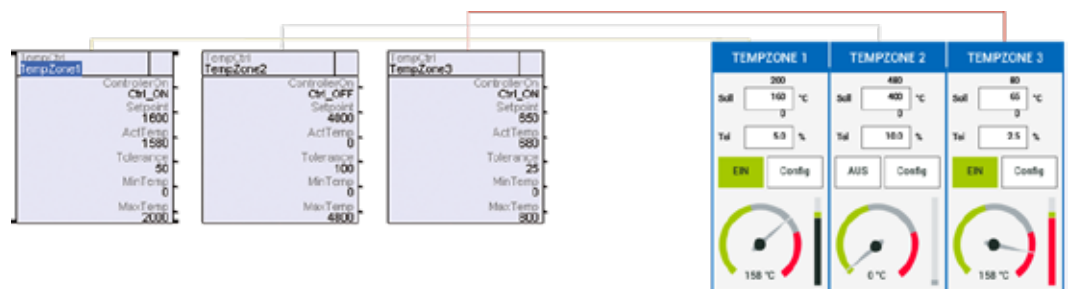 TempCtrl
TempZone1
ControllerOn
Ctrl_ON
Setpoint
1600
ActTemp
1580
Tolerance
50
MinTemp
0
MaxTemp
2000
TempCtrl
TempZone2
ControllerOn
Ctrl_OFF
Setpoint
4000
ActTemp
0
Tolerance
100
MinTemp
0
MaxTemp
4800
TempCtrl
TempZone3
ControllerOn
Ctrl_ON
Setpoint
650
ActTemp
680
Tolerance
25
MinTemp
0
MaxTemp
800
TEMPZONE 1
200
Soll 160 °C
0
Tol 5.0 %
EIN Config
158 °C
TEMPZONE 2
480
Soll 400 °C
0
Tol 10.0 %
AUS Config
0 °C
TEMPZONE 3
80
Soll 65 °C
0
Tol 2.5 %
EIN Config
158 °C